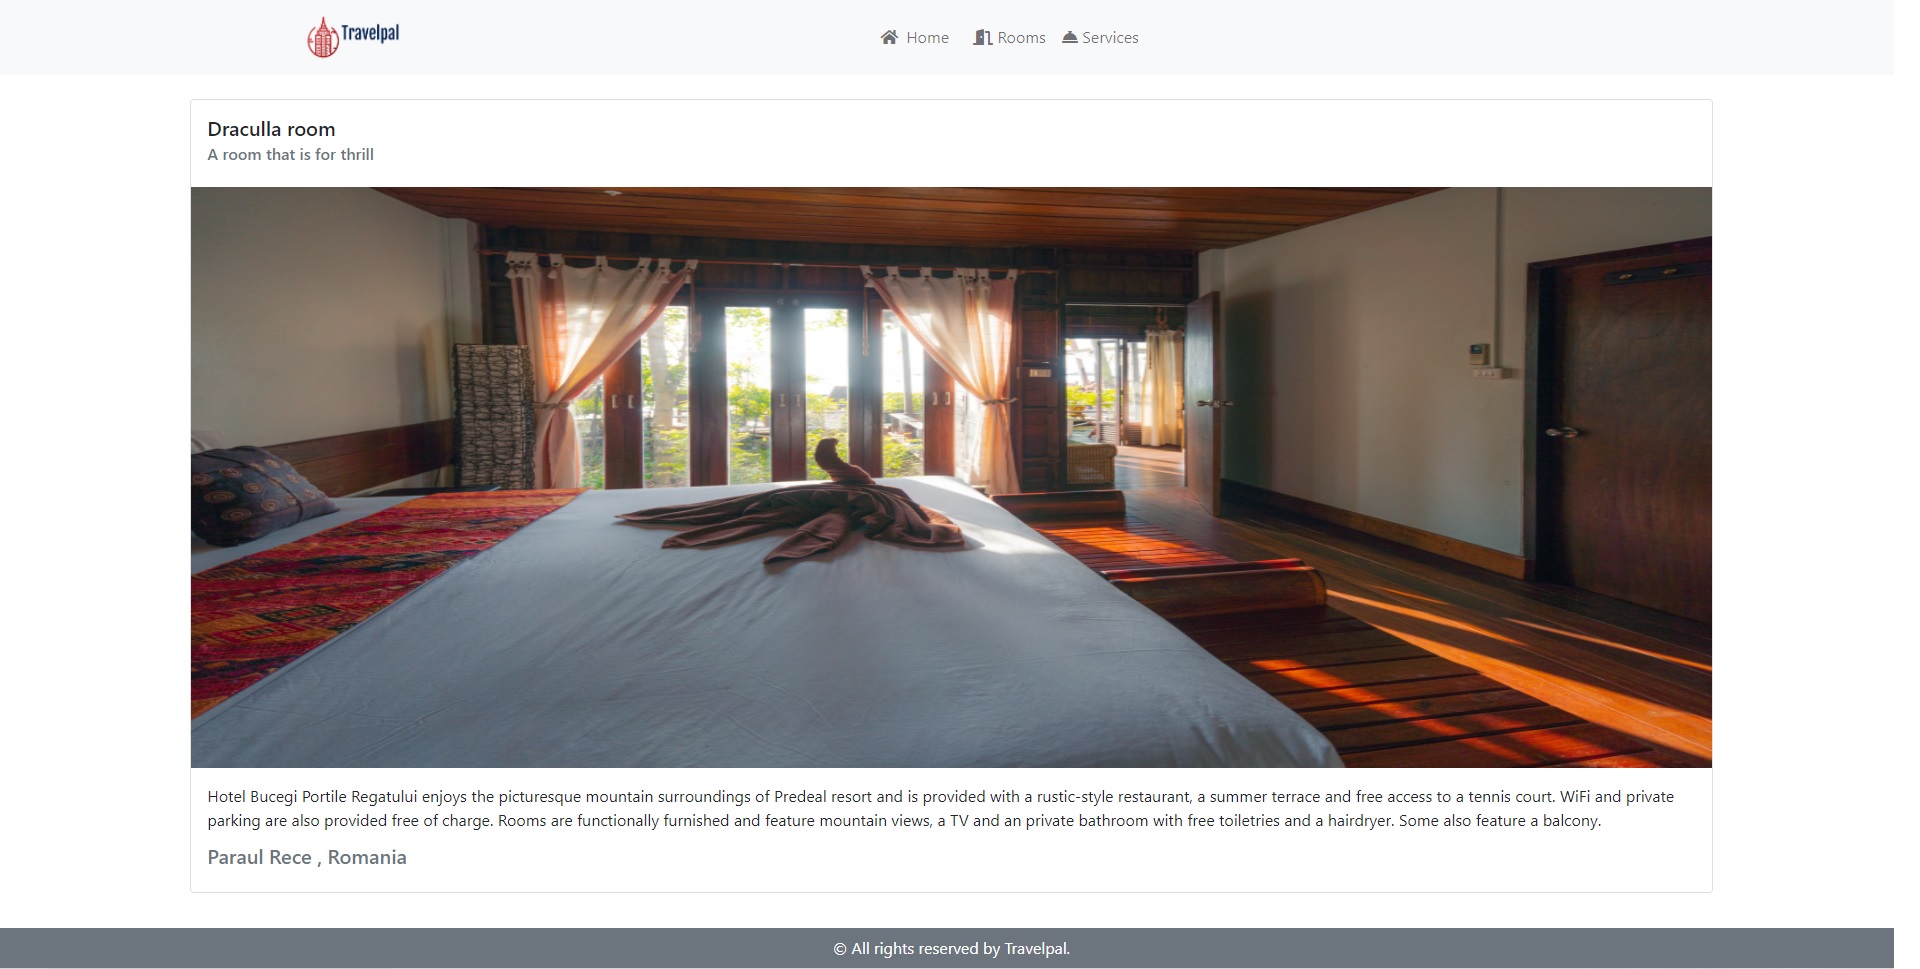 Travelpal
Home Rooms Services
Draculla room
A room that is for thrill
Hotel Bucegi Portile Regatului enjoys the picturesque mountain surroundings of Predeal resort and is provided with a rustic-style restaurant, a summer terrace and free access to a tennis court. WiFi and private
parking are also provided free of charge. Rooms are functionally furnished and feature mountain views, a TV and an private bathroom with free toiletries and a hairdryer. Some also feature a balcony.
Paraul Rece , Romania
© All rights reserved by Travelpal.